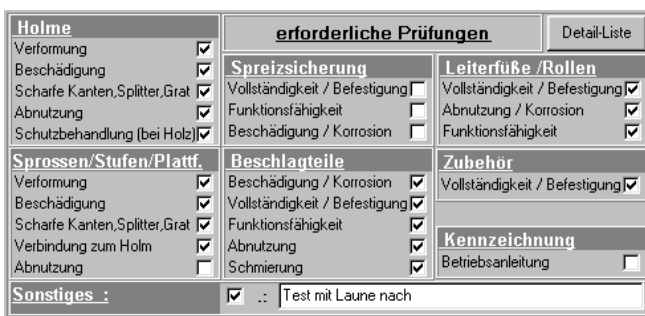 Holme
Verformung
Beschädigung
Scharfe Kanten,Splitter,Grat
Abnutzung
Schutzbehandlung (bei Holz)
erforderliche Prüfungen
Detail-Liste
Spreizsicherung
Vollständigkeit / Befestigung
Funktionsfähigkeit
Beschädigung / Korrosion
Leiterfüße /Rollen
Vollständigkeit / Befestigung
Abnutzung / Korrosion
Funktionsfähigkeit
Sprossen/Stufen/Plattf.
Verformung
Beschädigung
Scharfe Kanten,Splitter,Grat
Verbindung zum Holm
Abnutzung
Beschlagteile
Beschädigung / Korrosion
Vollständigkeit / Befestigung
Funktionsfähigkeit
Abnutzung
Schmierung
Zubehör
Vollständigkeit / Befestigung
Kennzeichnung
Betriebsanleitung
Sonstiges :
.: Test mit Laune nach